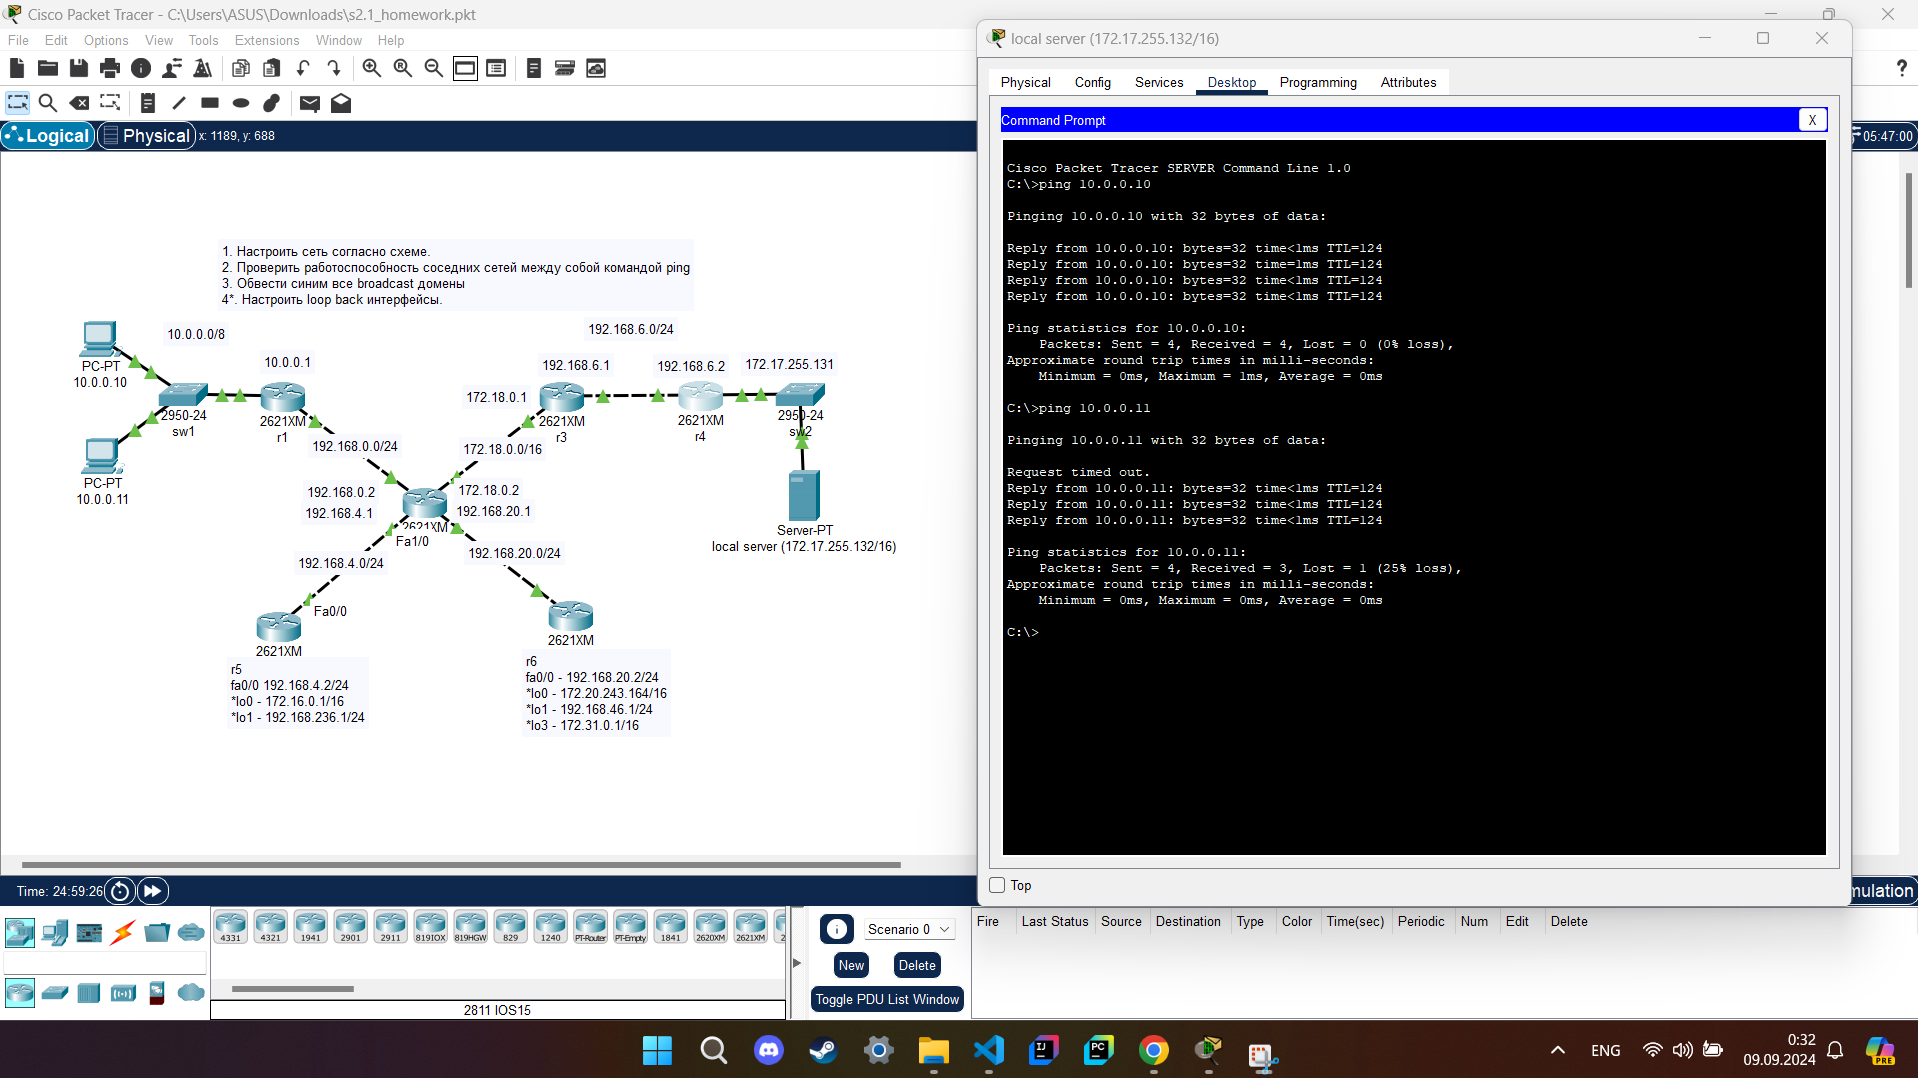 Cisco Packet Tracer - C:\Users\ASUS\Downloads\s2.1_homework.pkt
File Edit Options View Tools Extensions Window Help
Logical Physical x: 1189, y: 688
05:47:00
1. Настроить сеть согласно схеме.
2. Проверить работоспособность соседних сетей между собой командой ping
3. Обвести синим все broadcast домены
4*. Настроить loop back интерфейсы.
10.0.0.0/8
192.168.6.0/24
PC-PT
10.0.0.10
10.0.0.1
192.168.6.1
192.168.6.2
172.17.255.131
2950-24
sw1
2621XM
r1
172.18.0.1
2621XM
r3
2621XM
r4
2950-24
sw2
192.168.0.0/24
172.18.0.0/16
PC-PT
10.0.0.11
192.168.0.2
172.18.0.2
192.168.4.1
192.168.20.1
2621XM
Fa1/0
Server-PT
local server (172.17.255.132/16)
192.168.4.0/24
192.168.20.0/24
Fa0/0
2621XM
r5
fa0/0 192.168.4.2/24
*lo0 - 172.16.0.1/16
*lo1 - 192.168.236.1/24
2621XM
r6
fa0/0 - 192.168.20.2/24
*lo0 - 172.20.243.164/16
*lo1 - 192.168.46.1/24
*lo3 - 172.31.0.1/16
local server (172.17.255.132/16)
Physical Config Services Desktop Programming Attributes
Command Prompt X
Cisco Packet Tracer SERVER Command Line 1.0
C:\>ping 10.0.0.10
Pinging 10.0.0.10 with 32 bytes of data:
Reply from 10.0.0.10: bytes=32 time<1ms TTL=124
Reply from 10.0.0.10: bytes=32 time=1ms TTL=124
Reply from 10.0.0.10: bytes=32 time<1ms TTL=124
Reply from 10.0.0.10: bytes=32 time<1ms TTL=124
Ping statistics for 10.0.0.10:
Packets: Sent = 4, Received = 4, Lost = 0 (0% loss),
Approximate round trip times in milli-seconds:
Minimum = 0ms, Maximum = 1ms, Average = 0ms
C:\>ping 10.0.0.11
Pinging 10.0.0.11 with 32 bytes of data:
Request timed out.
Reply from 10.0.0.11: bytes=32 time<1ms TTL=124
Reply from 10.0.0.11: bytes=32 time<1ms TTL=124
Reply from 10.0.0.11: bytes=32 time<1ms TTL=124
Ping statistics for 10.0.0.11:
Packets: Sent = 4, Received = 3, Lost = 1 (25% loss),
Approximate round trip times in milli-seconds:
Minimum = 0ms, Maximum = 0ms, Average = 0ms
C:\>
Top
Time: 24:59:26
mulation
4331 4321 1941 2901 2911 819IOX 819HGW 829 1240 PT-Router PT-Empty 1841 2620XM 2621XM 2
2811 IOS15
Scenario 0
New Delete
Toggle PDU List Window
Fire Last Status Source Destination Type Color Time(sec) Periodic Num Edit Delete
ENG
0:32
09.09.2024
IJ
PC
PRE